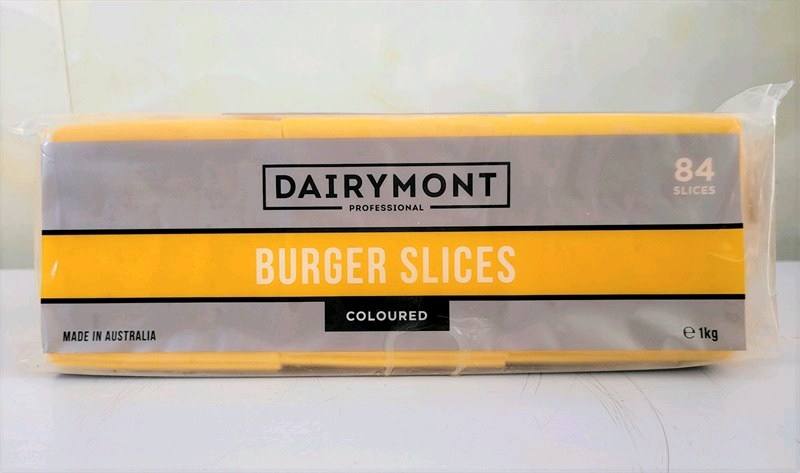 DAIRYMONT
PROFESSIONAL
84
SLICES
BURGER SLICES
COLOURED
MADE IN AUSTRALIA
℮ 1kg